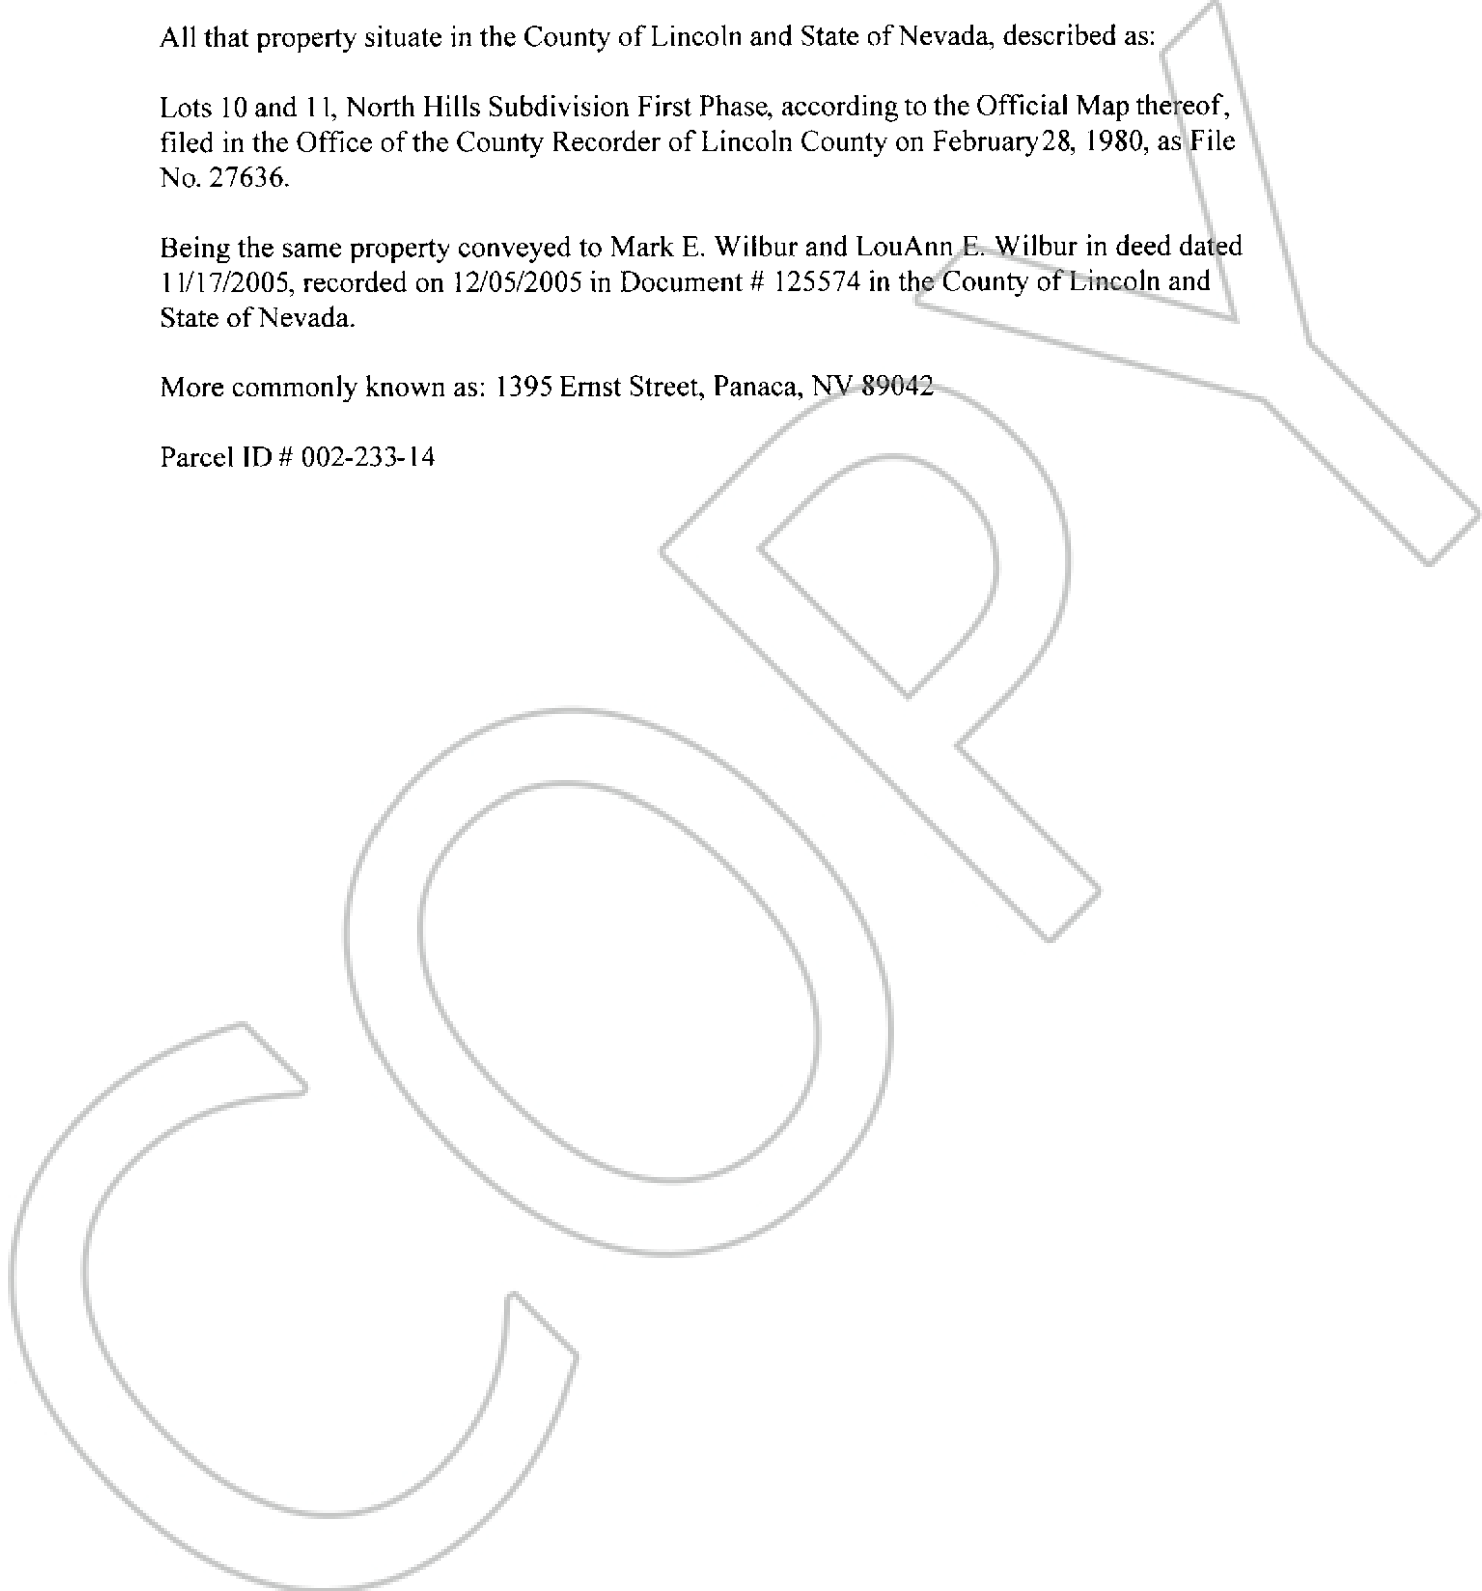 All that property situate in the County of Lincoln and State of Nevada, described as:
Lots 10 and 11, North Hills Subdivision First Phase, according to the Official Map thereof,
filed in the Office of the County Recorder of Lincoln County on February 28, 1980, as File
No. 27636.
Being the same property conveyed to Mark E. Wilbur and LouAnn E. Wilbur in deed dated
11/17/2005, recorded on 12/05/2005 in Document # 125574 in the County of Lincoln and
State of Nevada.
More commonly known as: 1395 Ernst Street, Panaca, NV 89042
Parcel ID # 002-233-14
COPY